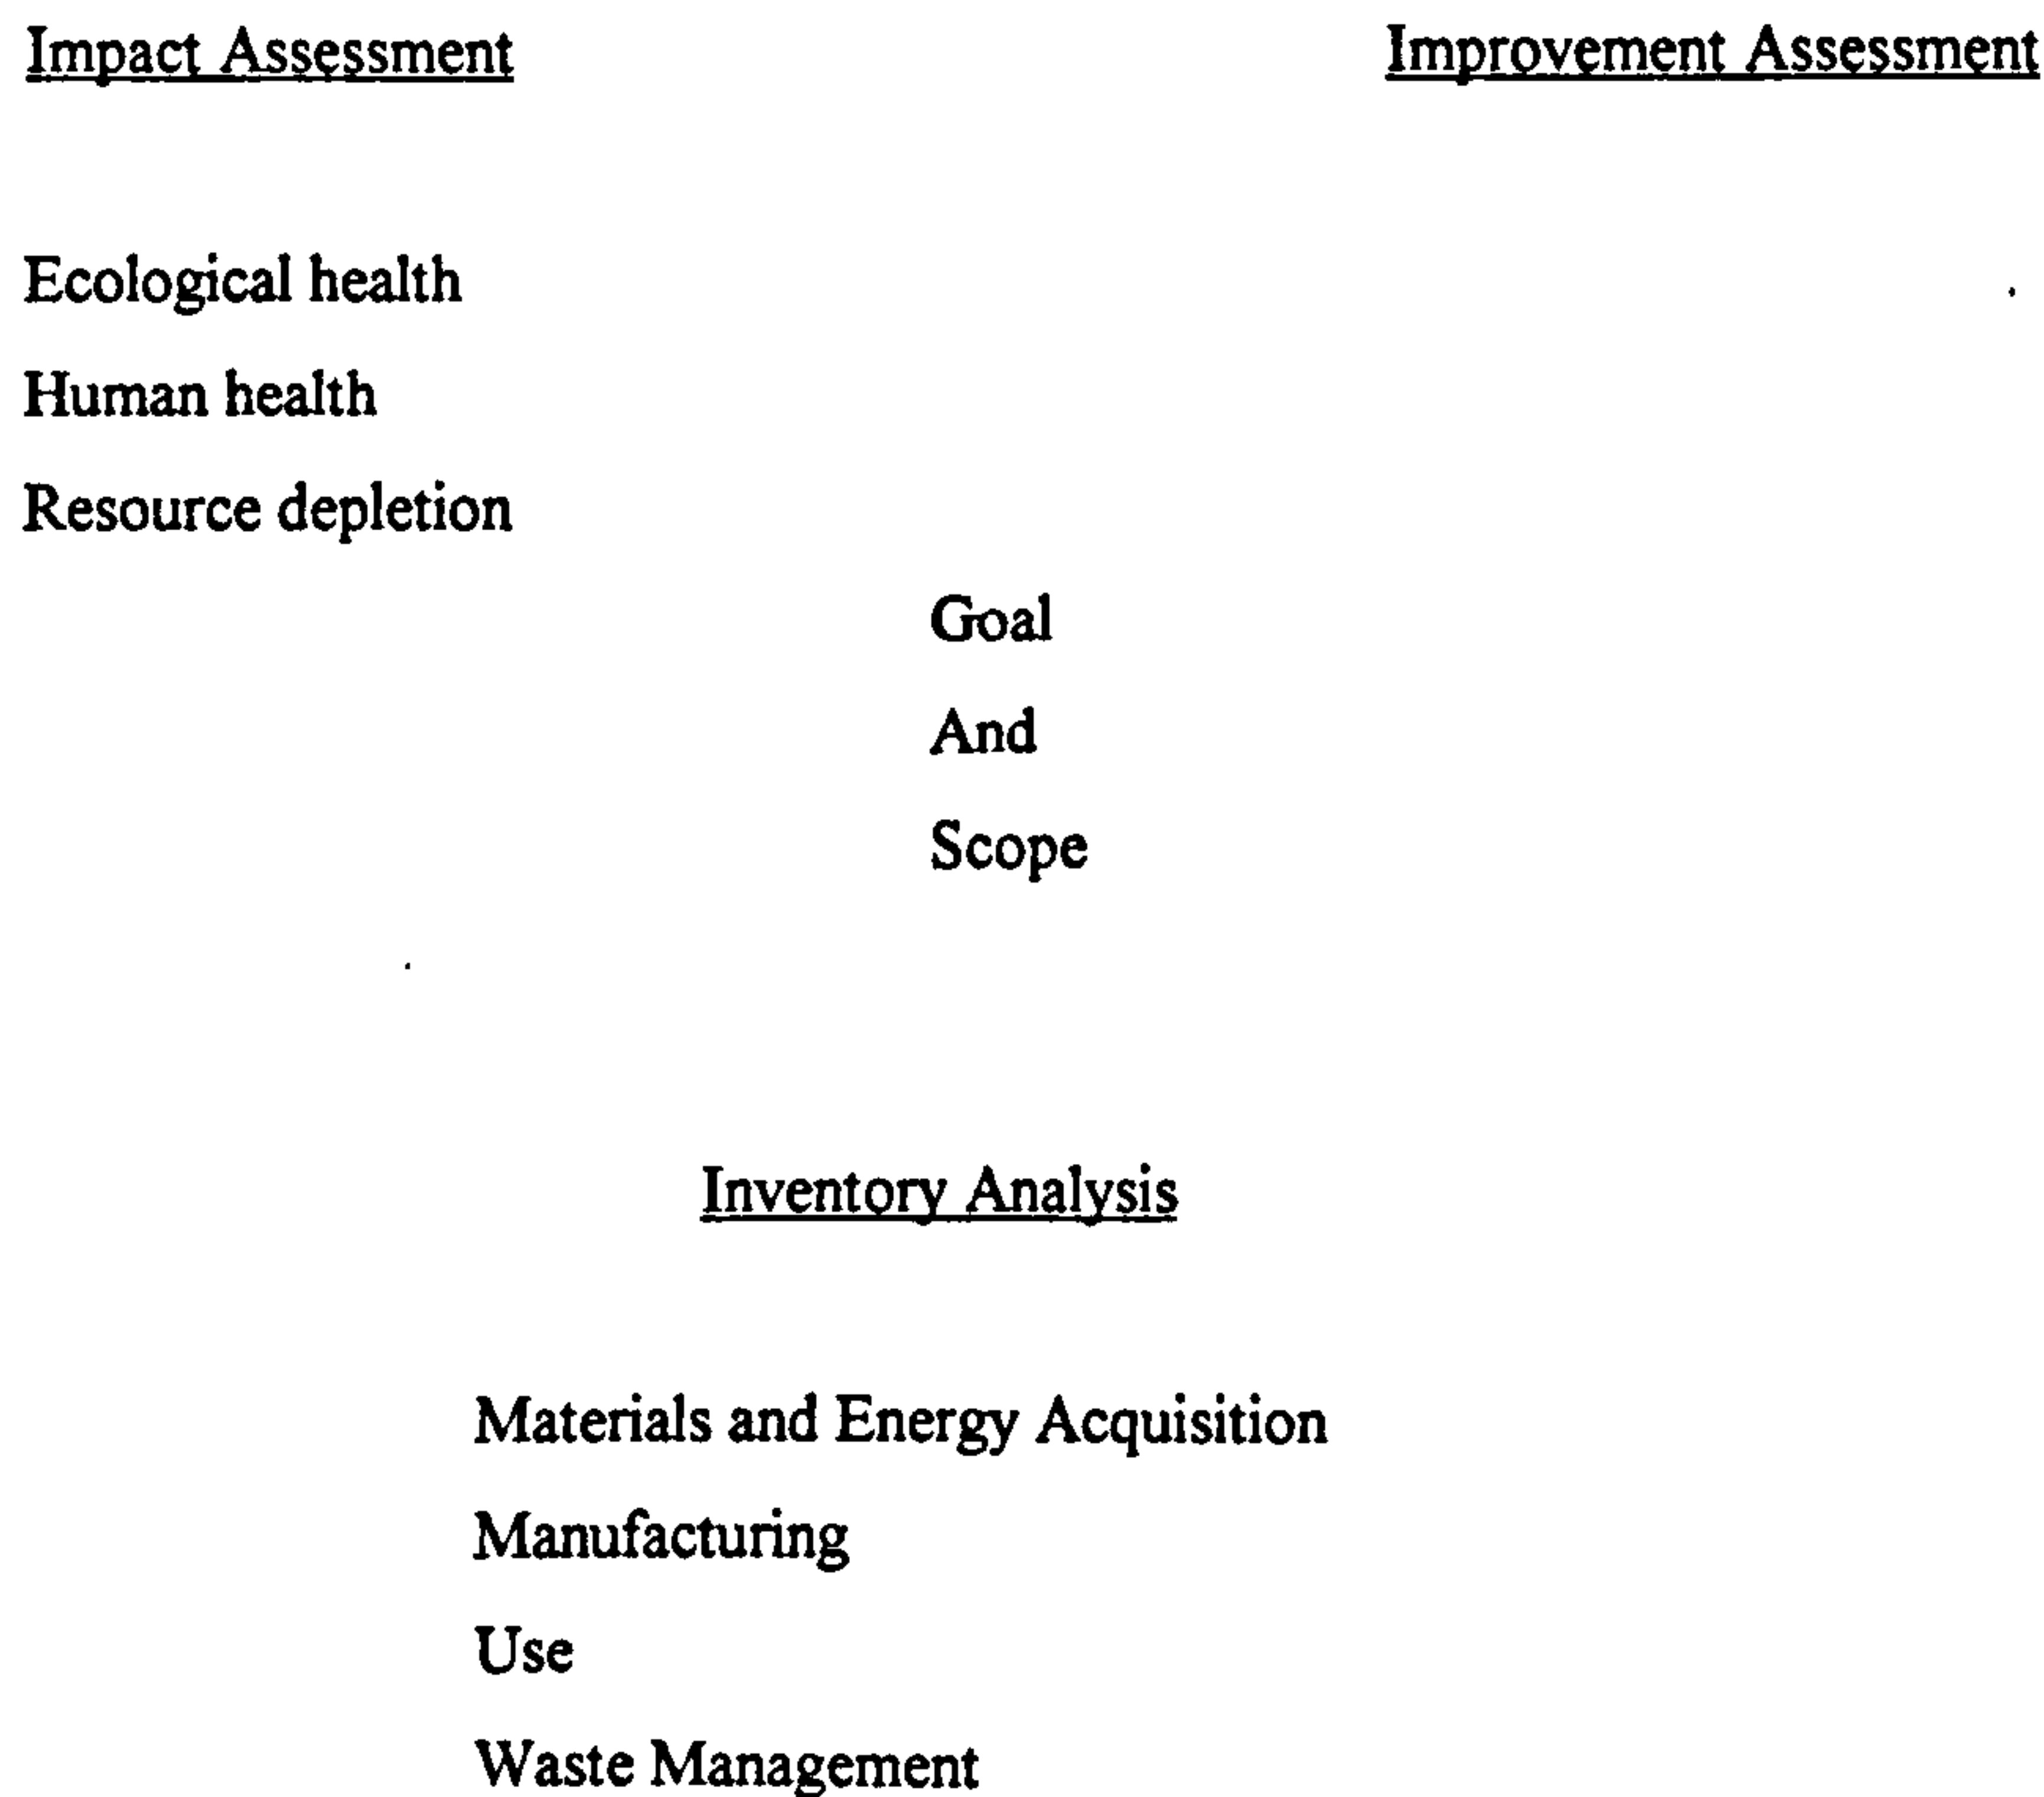 Impact Assessment Improvement Assessment
Ecological health
Human health
Resource depletion
Goal
And
Scope
Inventory Analysis
Materials and Energy Acquisition
Manufacturing
Use
Waste Management